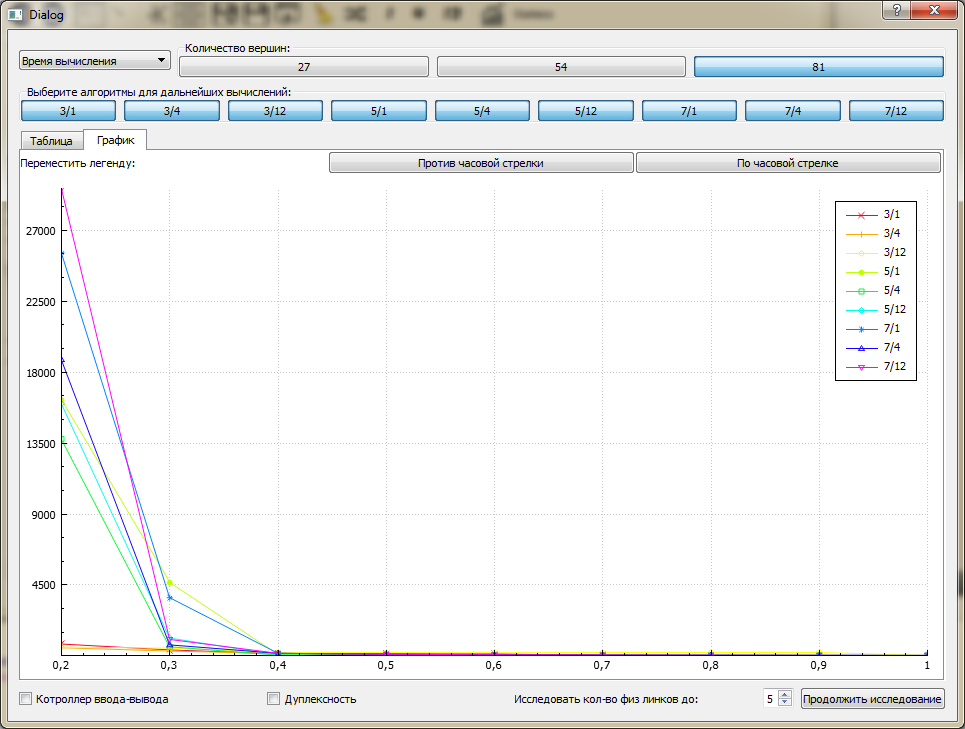 Dialog
Количество вершин:
Время вычисления
27 54 81
Выберите алгоритмы для дальнейших вычислений:
3/1 3/4 3/12 5/1 5/4 5/12 7/1 7/4 7/12
Таблица График
Переместить легенду: Против часовой стрелки По часовой стрелке
3/1
3/4
3/12
5/1
5/4
5/12
7/1
7/4
7/12
27000
22500
18000
13500
9000
4500
0,2 0,3 0,4 0,5 0,6 0,7 0,8 0,9 1
Котроллер ввода-вывода Дуплексность Исследовать кол-во физ линков до: 5 Продолжить исследование